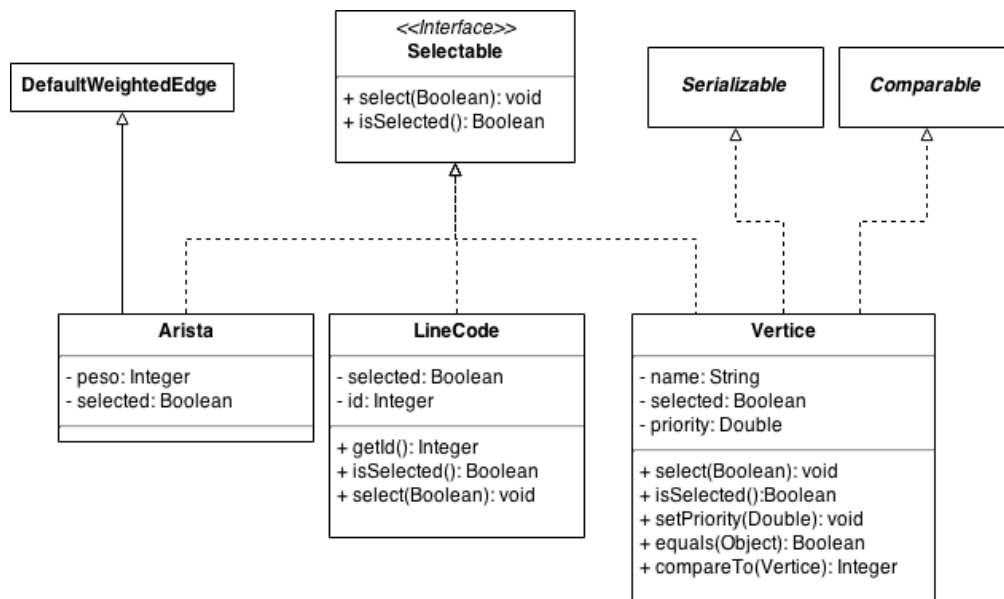 <<Interface>>
Selectable
+ select(Boolean): void
+ isSelected(): Boolean
DefaultWeightedEdge
Serializable
Comparable
Arista
- peso: Integer
- selected: Boolean
LineCode
- selected: Boolean
- id: Integer
+ getId(): Integer
+ isSelected(): Boolean
+ select(Boolean): void
Vertice
- name: String
- selected: Boolean
- priority: Double
+ select(Boolean): void
+ isSelected():Boolean
+ setPriority(Double): void
+ equals(Object): Boolean
+ compareTo(Vertice): Integer